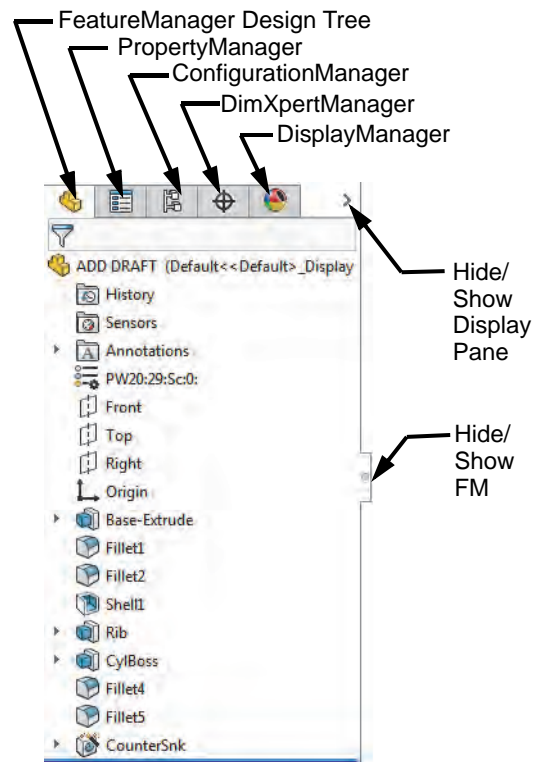 FeatureManager Design Tree
PropertyManager
ConfigurationManager
DimXpertManager
DisplayManager
ADD DRAFT (Default<<Default>_Display
History
Sensors
Annotations
PW20:29:Sc:0:
Front
Top
Right
Origin
Base-Extrude
Fillet1
Fillet2
Shell1
Rib
CylBoss
Fillet4
Fillet5
CounterSnk
Hide/
Show
Display
Pane
Hide/
Show
FM